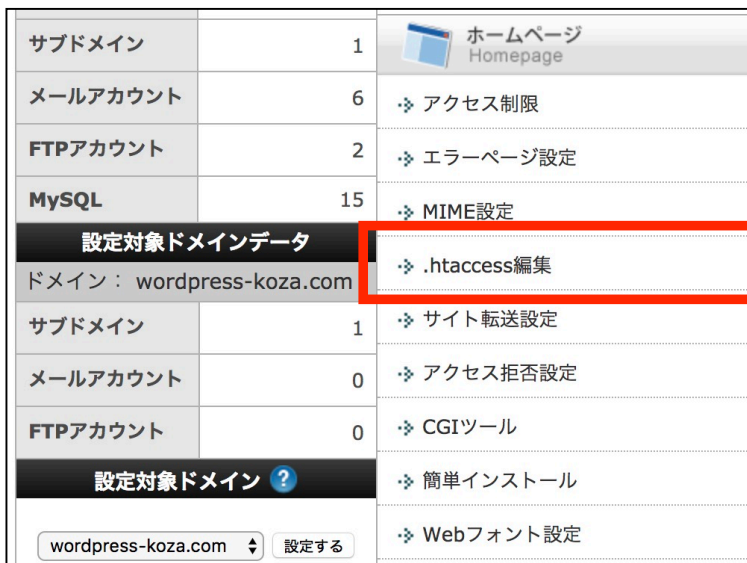 サブドメイン 1
メールアカウント 6
FTPアカウント 2
MySQL 15
設定対象ドメインデータ
ドメイン： wordpress-koza.com
サブドメイン 1
メールアカウント 0
FTPアカウント 0
設定対象ドメイン ?
wordpress-koza.com 設定する
ホームページ
Homepage
アクセス制限
エラーページ設定
MIME設定
.htaccess編集
サイト転送設定
アクセス拒否設定
CGIツール
簡単インストール
Webフォント設定